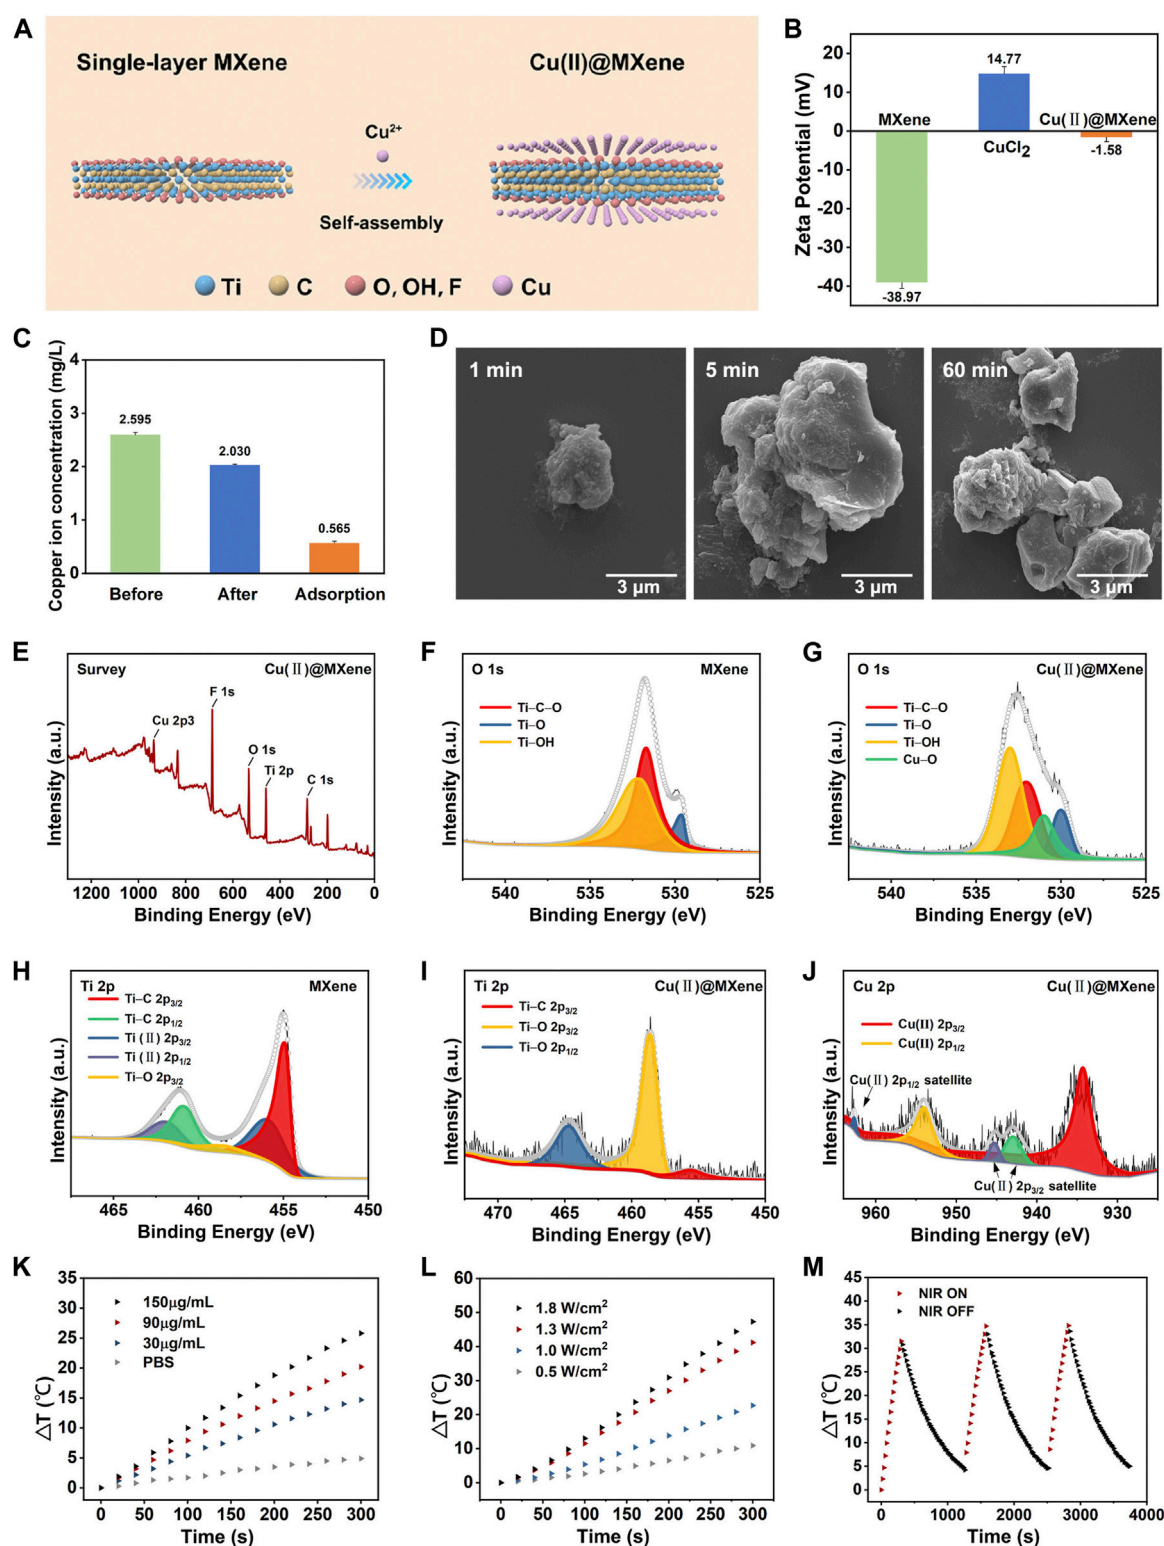 A
Single-layer MXene
Cu(II)@MXene
Cu²⁺
Self-assembly
Ti
C
O, OH, F
Cu
B
Zeta Potential (mV)
20
10
0
-10
-20
-30
-40
14.77
MXene
Cu(Ⅱ)@MXene
CuCl₂
-1.58
-38.97
C
Copper ion concentration (mg/L)
4
3
2
1
0
2.595
2.030
0.565
Before
After
Adsorption
D
1 min
3 µm
5 min
3 µm
60 min
3 µm
E
Survey
Cu(Ⅱ)@MXene
F 1s
Cu 2p3
O 1s
Ti 2p
C 1s
Intensity (a.u.)
1200 1000 800 600 400 200 0
Binding Energy (eV)
F
O 1s
MXene
Ti–C–O
Ti–O
Ti–OH
Intensity (a.u.)
540 535 530 525
Binding Energy (eV)
G
O 1s
Cu(Ⅱ)@MXene
Ti–C–O
Ti–O
Ti–OH
Cu–O
Intensity (a.u.)
540 535 530 525
Binding Energy (eV)
H
Ti 2p
MXene
Ti–C 2p₃/₂
Ti–C 2p₁/₂
Ti (Ⅱ) 2p₃/₂
Ti (Ⅱ) 2p₁/₂
Ti–O 2p₃/₂
Intensity (a.u.)
465 460 455 450
Binding Energy (eV)
I
Ti 2p
Cu(Ⅱ)@MXene
Ti–C 2p₃/₂
Ti–O 2p₃/₂
Ti–O 2p₁/₂
Intensity (a.u.)
470 465 460 458 450
Binding Energy (eV)
J
Cu 2p
Cu(Ⅱ)@MXene
Cu(II) 2p₃/₂
Cu(II) 2p₁/₂
Cu(Ⅱ) 2p₁/₂ satellite
Cu(Ⅱ) 2p₃/₂ satellite
Intensity (a.u.)
960 950 940 930
Binding Energy (eV)
K
△T (℃)
35
30
25
20
15
10
5
0
150µg/mL
90µg/mL
30µg/mL
PBS
0 50 100 150 200 250 300
Time (s)
L
△T (℃)
60
50
40
30
20
10
0
1.8 W/cm²
1.3 W/cm²
1.0 W/cm²
0.5 W/cm²
0 50 100 150 200 250 300
Time (s)
M
△T (℃)
45
40
35
30
25
20
15
10
5
0
NIR ON
NIR OFF
0 1000 2000 3000 4000
Time (s)